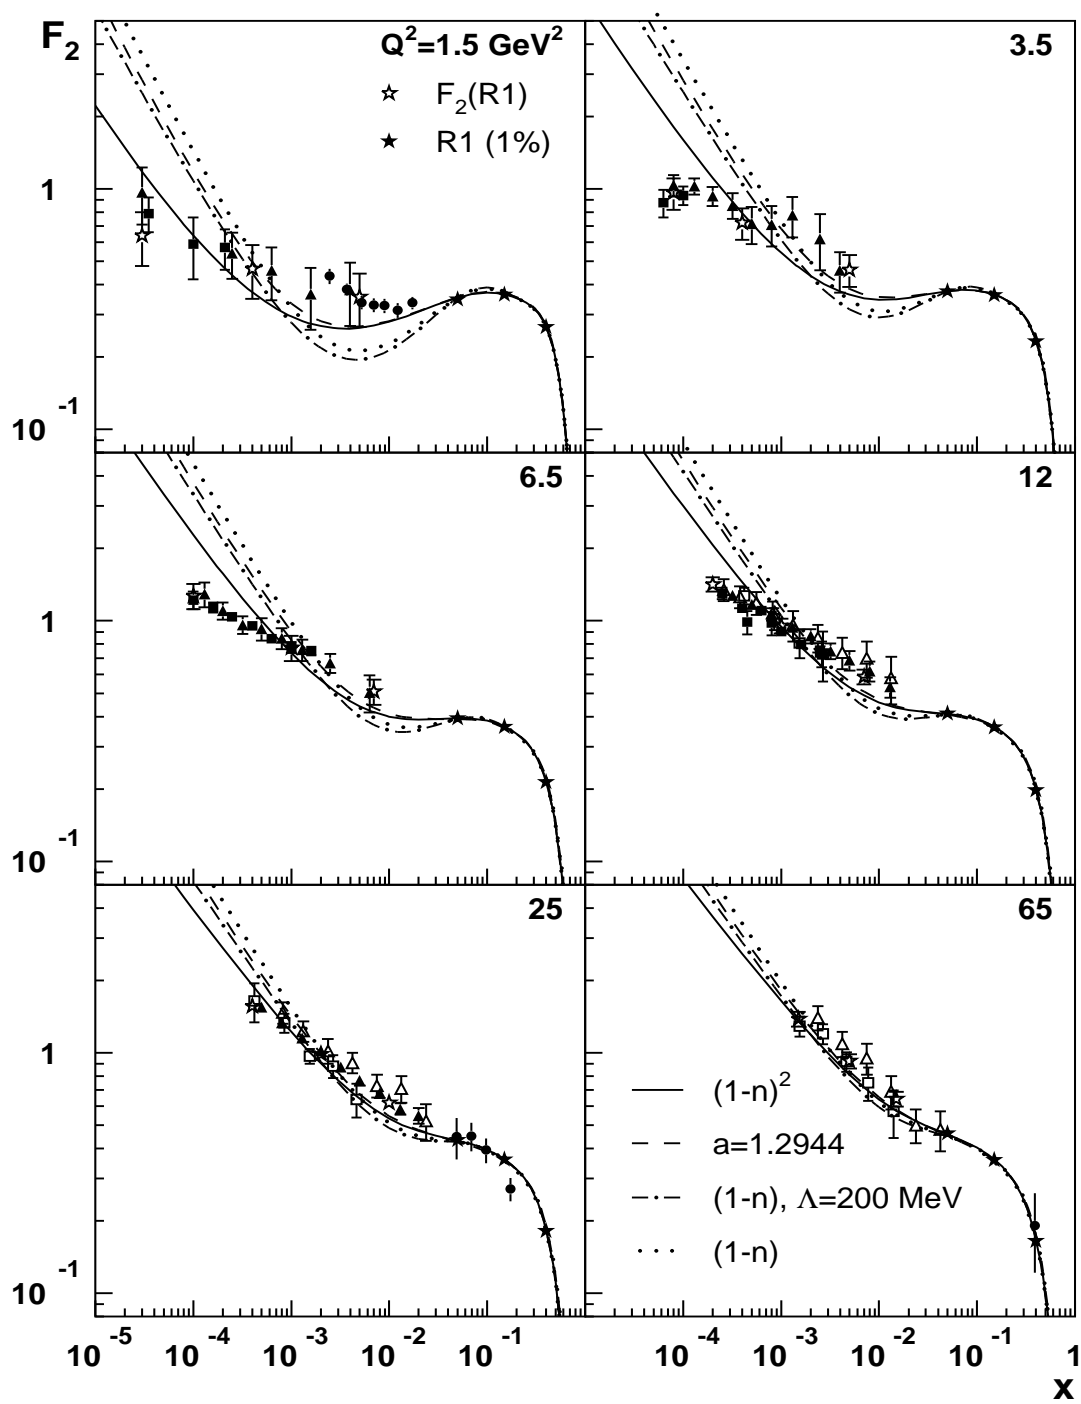 F₂
Q²=1.5 GeV²
3.5
F₂(R1)
R1 (1%)
2
1
10⁻¹
6.5
12
1
10⁻¹
25
65
1
(1-n)²
a=1.2944
(1-n), Λ=200 MeV
(1-n)
10⁻¹
10⁻⁵ 10⁻⁴ 10⁻³ 10⁻² 10⁻¹ 10⁻⁴ 10⁻³ 10⁻² 10⁻¹ 1
x